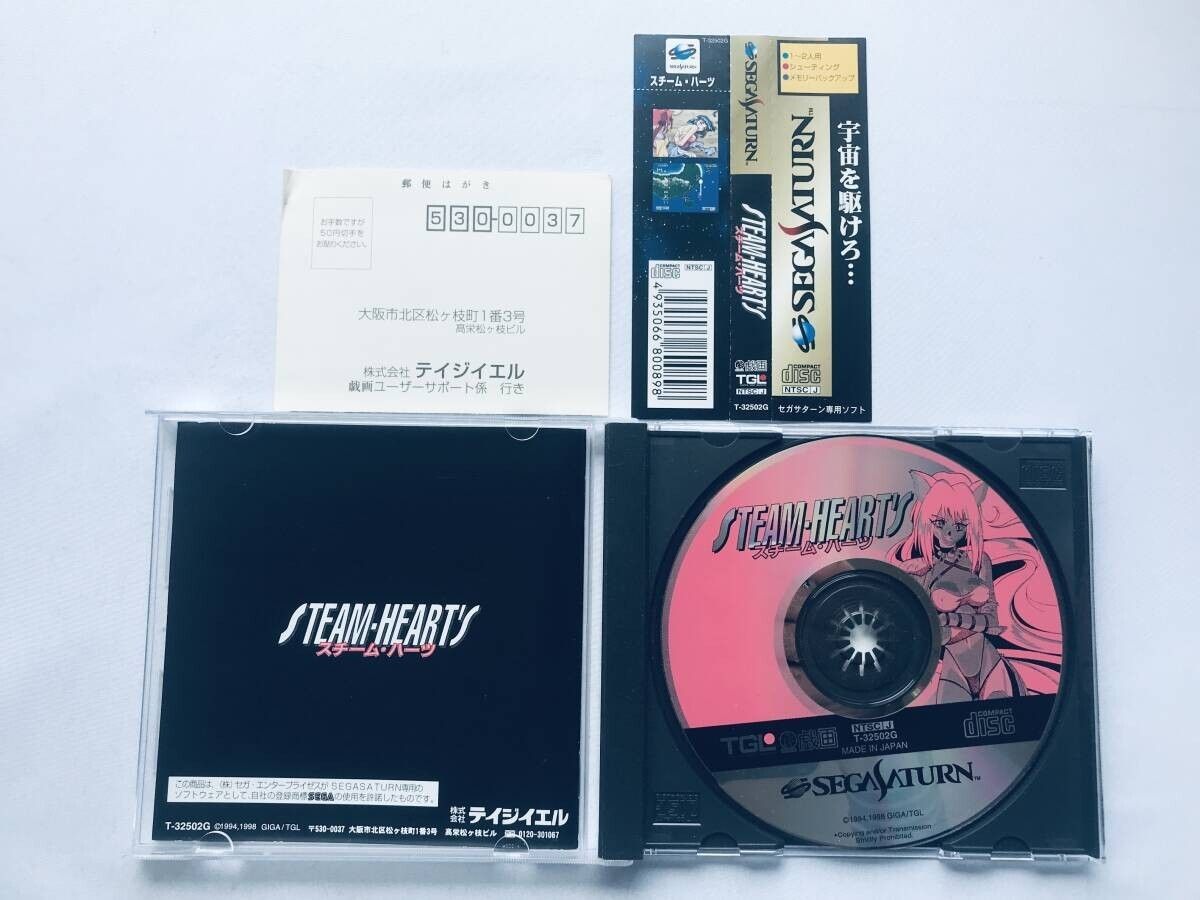 郵便はがき
お手数ですが
50円切手を
お貼りください。
530-0037
大阪市北区松ヶ枝町1番3号
高栄松ヶ枝ビル
株式会社 テイジイエル
戯画ユーザーサポート係 行き
T-32502G
SEGASATURN
スチーム・ハーツ
COMPACT
disc
NTSC J
4935066800898
SEGASATURN™
STEAM-HEART'S
スチーム・ハーツ
戯画
TGL
NTSC J
T-32502G
1〜2人用
シューティング
メモリーバックアップ
SEGASATURN™
宇宙を駆けろ…
COMPACT
disc
NTSC J
セガサターン専用ソフト
STEAM-HEART'S
スチーム・ハーツ
この商品は、(株)セガ・エンタープライゼスがSEGASATURN専用の
ソフトウェアとして、自社の登録商標SEGAの使用を許諾したものです。
株式会社 テイジイエル
T-32502G ©1994,1998 GIGA/TGL 〒530-0037 大阪市北区松ヶ枝町1番3号 高栄松ヶ枝ビル 0120-301067
STEAM-HEART'S
スチーム・ハーツ
TGL 戯画
NTSC J
T-32502G
MADE IN JAPAN
COMPACT
disc
SEGASATURN™
©1994,1998 GIGA/TGL
•Copying and/or Transmission
Strictly Prohibited.